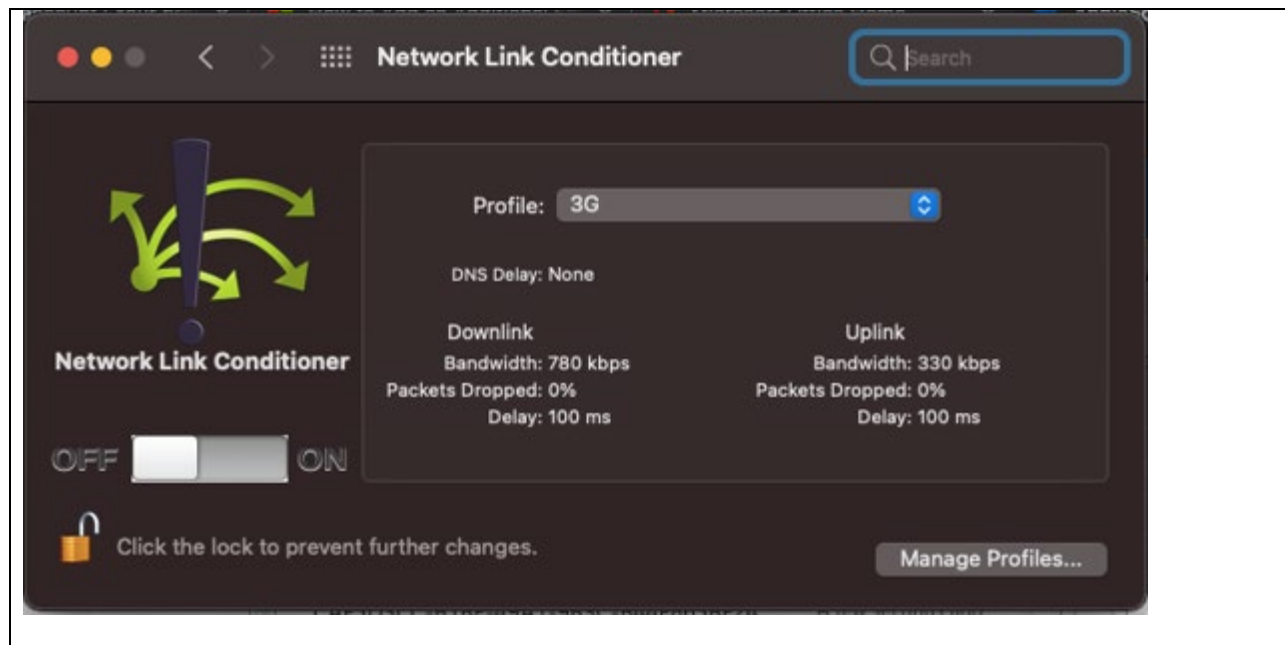 Network Link Conditioner
Search
Profile: 3G
DNS Delay: None
Downlink
Bandwidth: 780 kbps
Packets Dropped: 0%
Delay: 100 ms
Uplink
Bandwidth: 330 kbps
Packets Dropped: 0%
Delay: 100 ms
Network Link Conditioner
OFF ON
Click the lock to prevent further changes.
Manage Profiles...